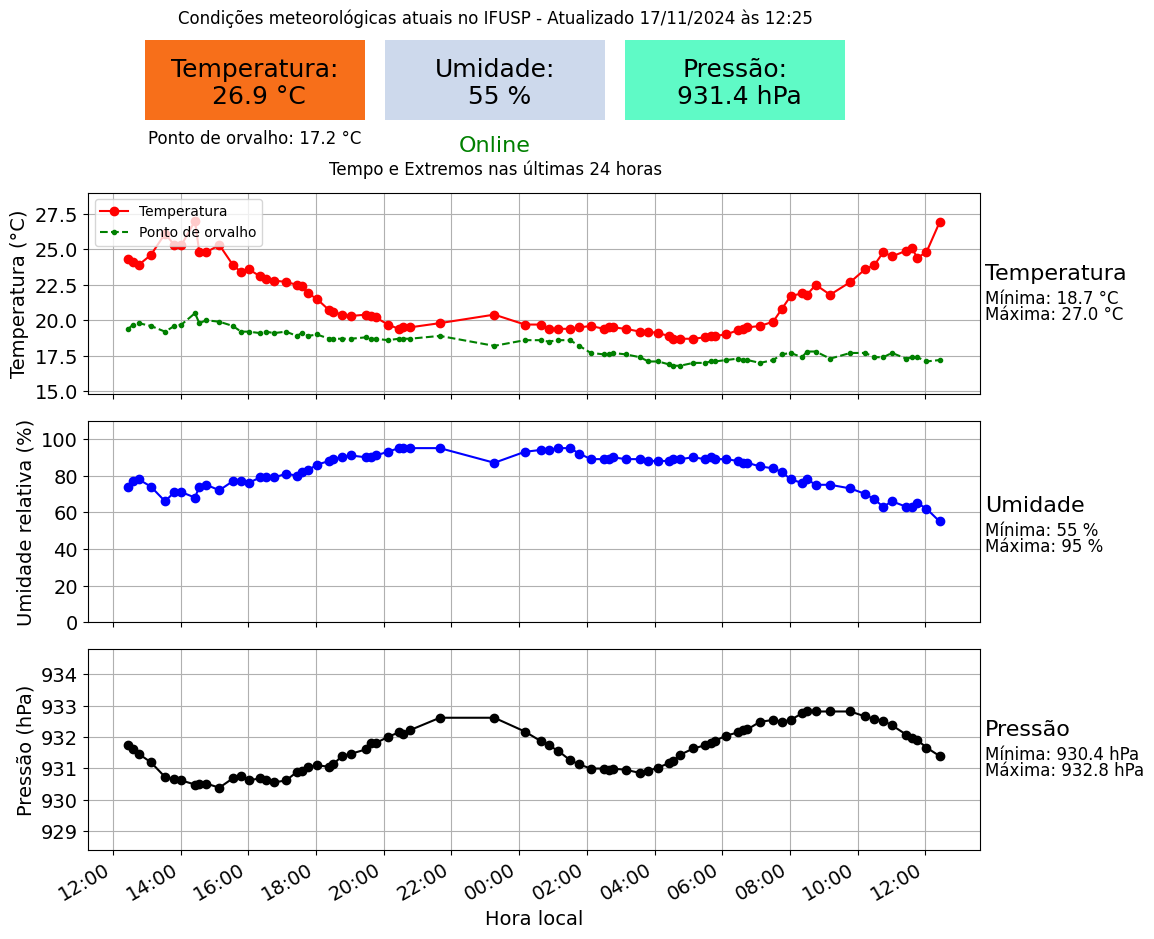 Condições meteorológicas atuais no IFUSP - Atualizado 17/11/2024 às 12:25
Temperatura:
26.9 °C
Umidade:
55 %
Pressão:
931.4 hPa
Ponto de orvalho: 17.2 °C
Online
Tempo e Extremos nas últimas 24 horas
Temperatura
Ponto de orvalho
Temperatura (°C)
27.5
25.0
22.5
20.0
17.5
15.0
Temperatura
Mínima: 18.7 °C
Máxima: 27.0 °C
Umidade relativa (%)
100
80
60
40
20
0
Umidade
Mínima: 55 %
Máxima: 95 %
Pressão (hPa)
934
933
932
931
930
929
Pressão
Mínima: 930.4 hPa
Máxima: 932.8 hPa
12:00 14:00 16:00 18:00 20:00 22:00 00:00 02:00 04:00 06:00 08:00 10:00 12:00
Hora local